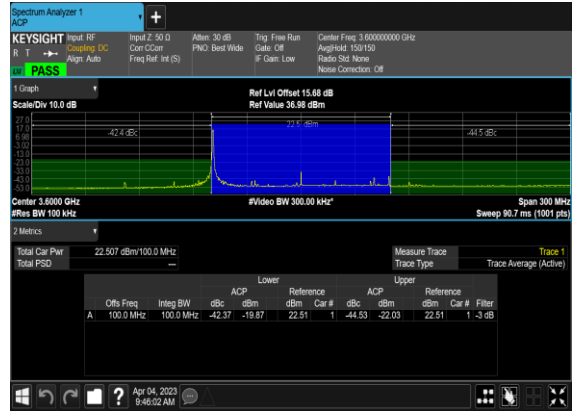 Spectrum Analyzer 1
ACP
+
KEYSIGHT Input: RF Input Z: 50 Ω Atten: 30 dB Trig: Free Run Center Freq: 3.600000000 GHz
R T Coupling: DC Corr CCorr PNO: Best Wide Gate: Off Avg|Hold: 150/150
Align: Auto Freq Ref: Int (S) IF Gain: Low Radio Std: None
LXI PASS Noise Correction: Off
1 Graph
Ref Lvl Offset 15.68 dB
Scale/Div 10.0 dB Ref Value 36.98 dBm
27.0
17.0 -42.4 dBc 22.5 dBm -44.5 dBc
6.98
-3.02
-13.0
-23.0
-33.0
-43.0
-53.0
Center 3.6000 GHz #Video BW 300.00 kHz* Span 300 MHz
#Res BW 100 kHz Sweep 90.7 ms (1001 pts)
2 Metrics
Total Car Pwr 22.507 dBm/100.0 MHz Measure Trace Trace 1
Total PSD --- Trace Type Trace Average (Active)
Lower Upper
ACP Reference ACP Reference
Offs Freq Integ BW dBc dBm dBm Car # dBc dBm dBm Car # Filter
A 100.0 MHz 100.0 MHz -42.37 -19.87 22.51 1 -44.53 -22.03 22.51 1 -3 dB
? Apr 04, 2023
9:46:02 AM